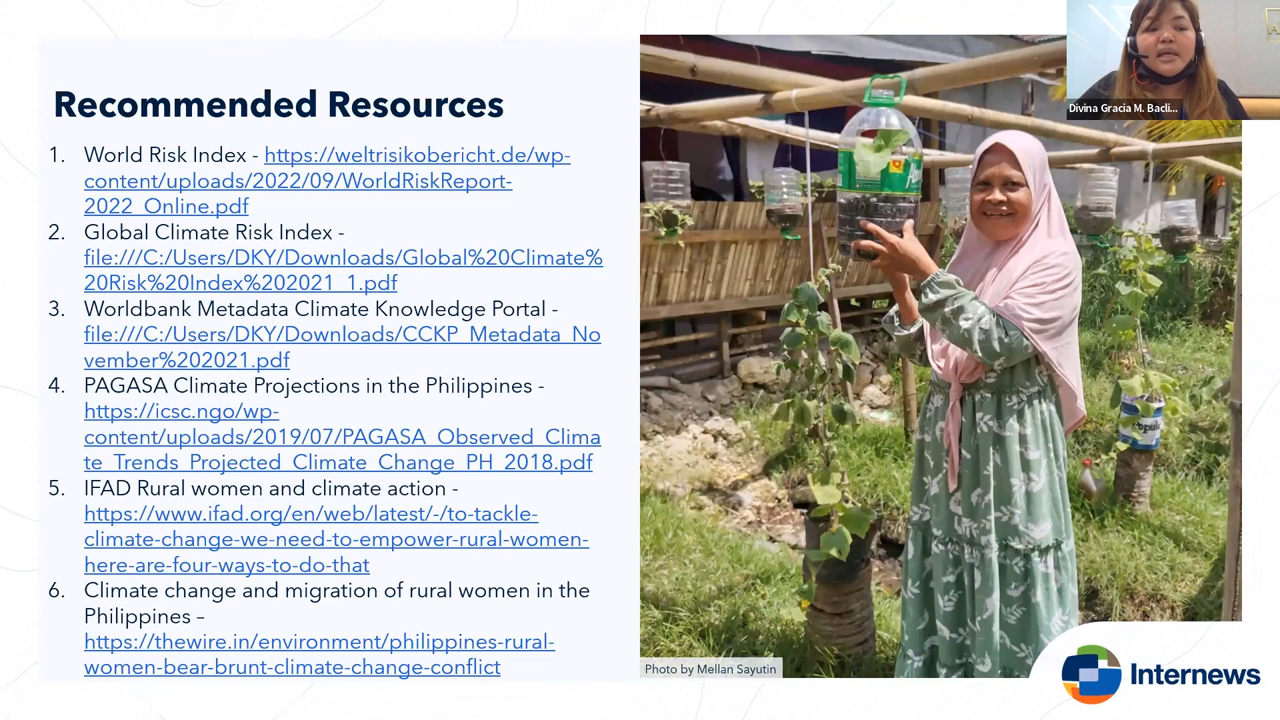 Recommended Resources
1. World Risk Index - https://weltrisikobericht.de/wp-
content/uploads/2022/09/WorldRiskReport-
2022_Online.pdf
2. Global Climate Risk Index -
file:///C:/Users/DKY/Downloads/Global%20Climate%
20Risk%20Index%202021_1.pdf
3. Worldbank Metadata Climate Knowledge Portal -
file:///C:/Users/DKY/Downloads/CCKP_Metadata_No
vember%202021.pdf
4. PAGASA Climate Projections in the Philippines -
https://icsc.ngo/wp-
content/uploads/2019/07/PAGASA_Observed_Clima
te_Trends_Projected_Climate_Change_PH_2018.pdf
5. IFAD Rural women and climate action -
https://www.ifad.org/en/web/latest/-/to-tackle-
climate-change-we-need-to-empower-rural-women-
here-are-four-ways-to-do-that
6. Climate change and migration of rural women in the
Philippines –
https://thewire.in/environment/philippines-rural-
women-bear-brunt-climate-change-conflict
Divina Gracia M. Bacli...
Photo by Mellan Sayutin
Internews